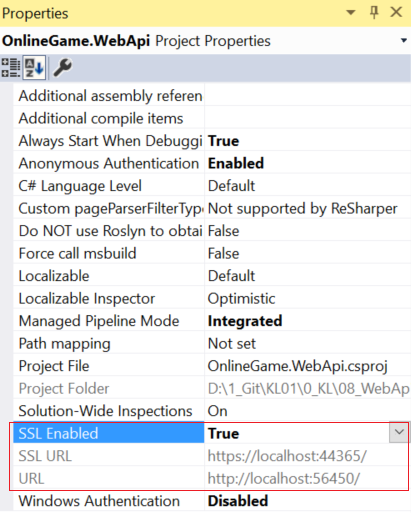 Properties
OnlineGame.WebApi Project Properties
Additional assembly referen
Additional compile items
Always Start When Debuggi True
Anonymous Authentication Enabled
C# Language Level Default
Custom pageParserFilterType Not supported by ReSharper
Do NOT use Roslyn to obtai False
Force call msbuild False
Localizable Default
Localizable Inspector Optimistic
Managed Pipeline Mode Integrated
Path mapping Not set
Project File OnlineGame.WebApi.csproj
Project Folder D:\1_Git\KL01\0_KL\08_WebAp
Solution-Wide Inspections On
SSL Enabled True
SSL URL https://localhost:44365/
URL http://localhost:56450/
Windows Authentication Disabled